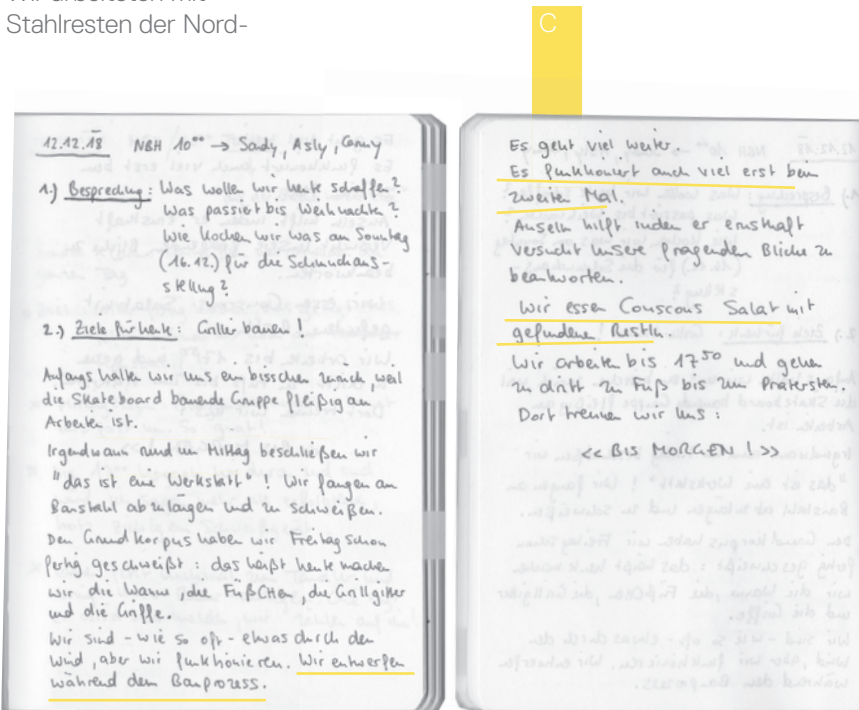 Stahlresten der Nord-
C
12.12.18 NBH 10°° → Sady, Asly, Conny
1.) Besprechung: Was wollen wir heute schaffen?
Was passiert bis Weihnachten?
Wie kochen wir was am Sonntag
(16.12.) für die Schmuckaus-
stellung?
2.) Ziele für heute: Griller bauen!
Anfangs halten wir uns ein bisschen zurück, weil
die Skateboard bauende Gruppe fleißig am
Arbeiten ist.
Irgendwann rund um Mittag beschließen wir
"das ist eine Werkstatt"! Wir fangen an
Baustahl abzulängen und zu schweißen.
Den Grundkorpus haben wir Freitag schon
fertig geschweißt: das heißt heute machen
wir die Wanne, die Füßchen, die Grillgitter
und die Griffe.
Wir sind - wie so oft - etwas durch den
Wind, aber wir funktionieren. Wir entwerfen
während dem Bauprozess.
Es geht viel weiter.
Es funktioniert auch viel erst beim
zweiten Mal.
Anselm hilft indem er ernsthaft
versucht unsere fragenden Blicke zu
beantworten.
Wir essen Couscous Salat mit
gefundenen Resten.
Wir arbeiten bis 17⁵⁰ und gehen
zu dritt zu Fuß bis zum Praterstern.
Dort trennen wir uns:
<< BIS MORGEN! >>